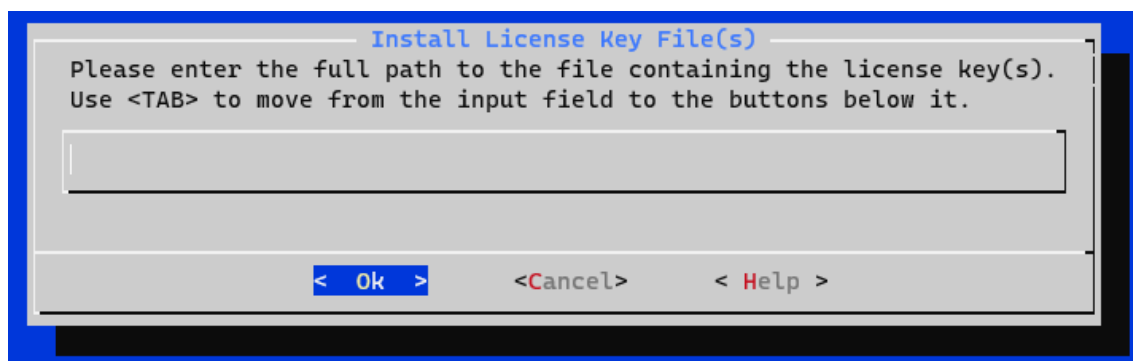 Install License Key File(s)
Please enter the full path to the file containing the license key(s).
Use <TAB> to move from the input field to the buttons below it.
< Ok > <Cancel> < Help >